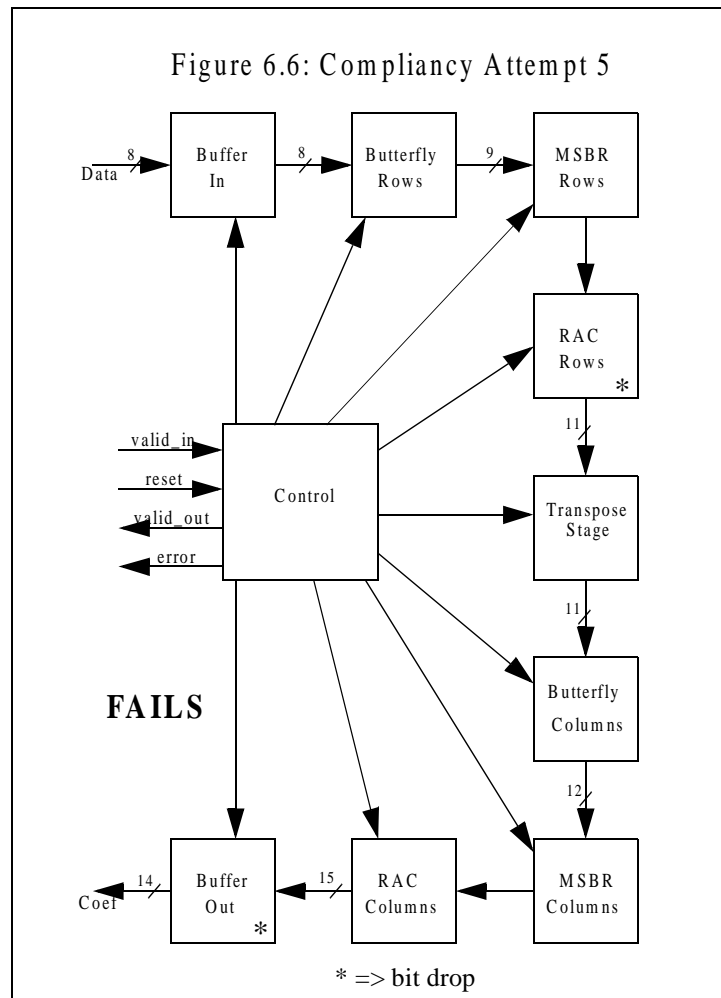 Figure 6.6: Compliancy Attempt 5
8
Data
Buffer
In
8
Butterfly
Rows
9
MSBR
Rows
RAC
Rows
*
11
valid_in
reset
valid_out
error
Control
Transpose
Stage
11
FAILS
Butterfly
Columns
12
14
Coef
Buffer
Out
*
15
RAC
Columns
MSBR
Columns
* => bit drop